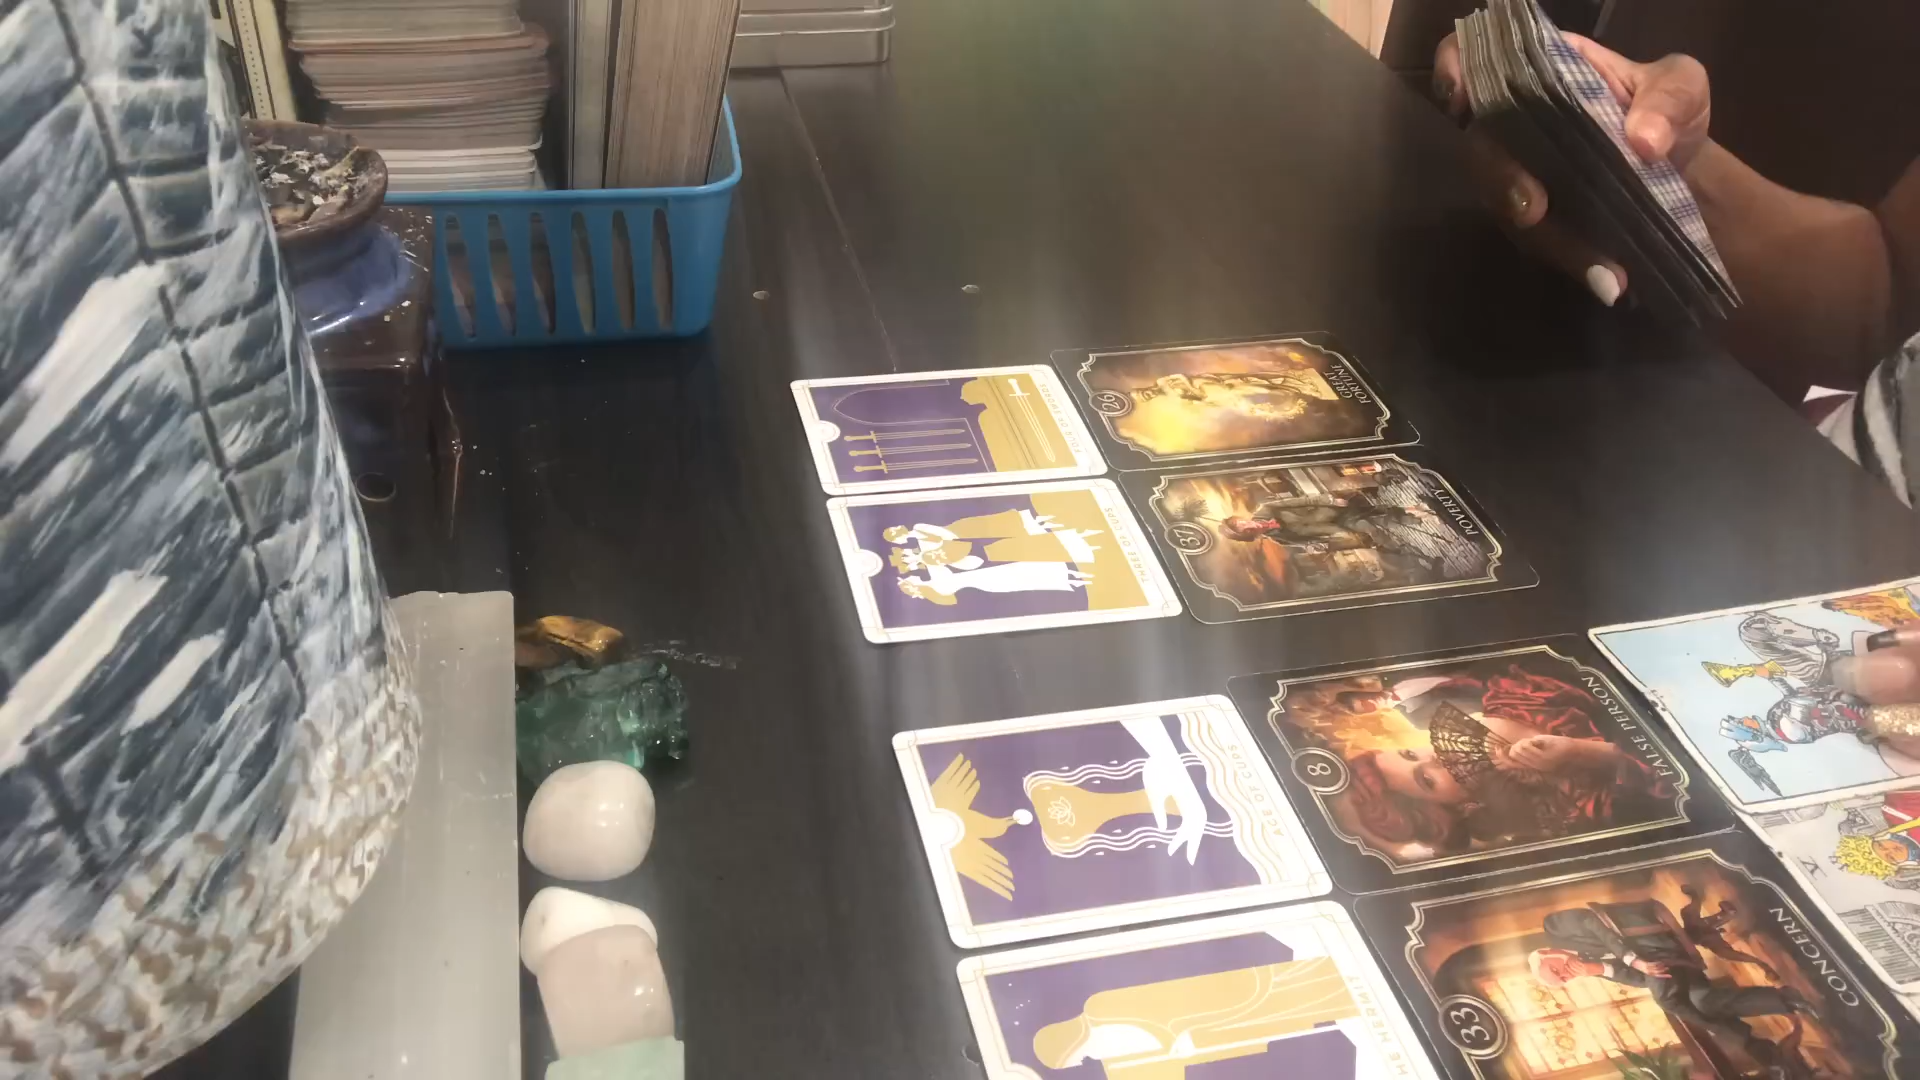 FOUR OF SWORDS
26
GREAT
FORTUNE
THREE OF CUPS
37
POVERTY
ACE OF CUPS
8
FALSE PERSON
V
THE HERMIT
33
CONCERN